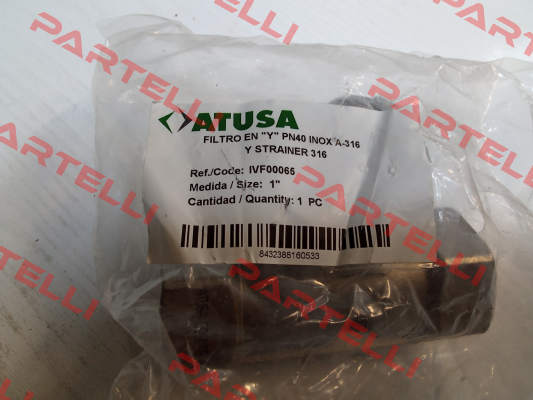 ATUSA
FILTRO EN "Y" PN40 INOX A-316
Y STRAINER 316
Ref./Code: IVF00065
Medida / Size: 1"
Cantidad / Quantity: 1 PC
8432388160533
PARTELLI
PARTELLI
PARTELLI
PARTELLI
PARTELLI